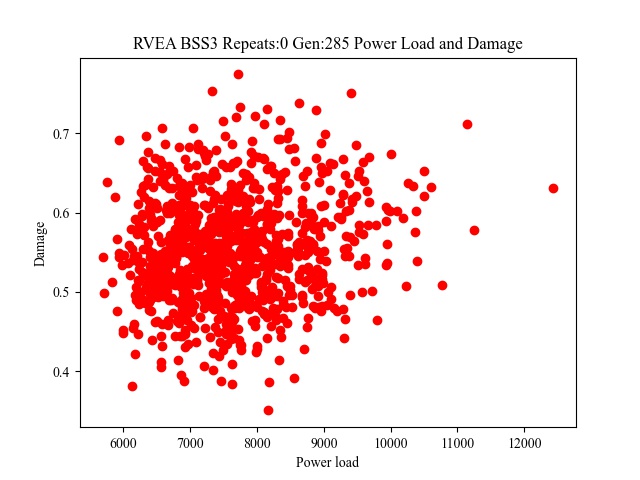 RVEA BSS3 Repeats:0 Gen:285 Power Load and Damage
0.7
0.6
0.5
0.4
Damage
6000 7000 8000 9000 10000 11000 12000
Power load